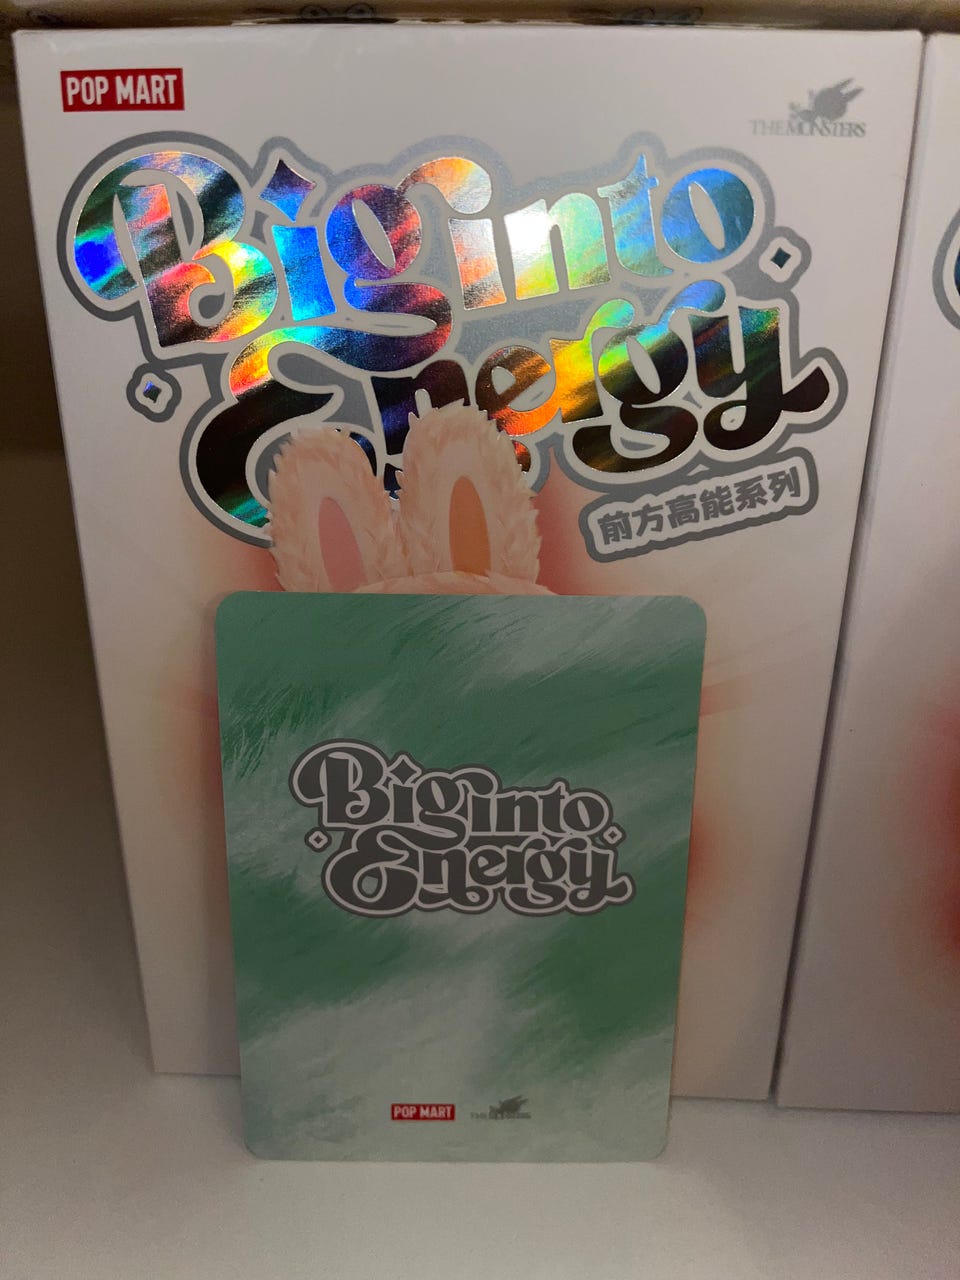 POP MART
THE MONSTERS
Big into
Energy
前方高能系列
Big into
Energy
POP MART